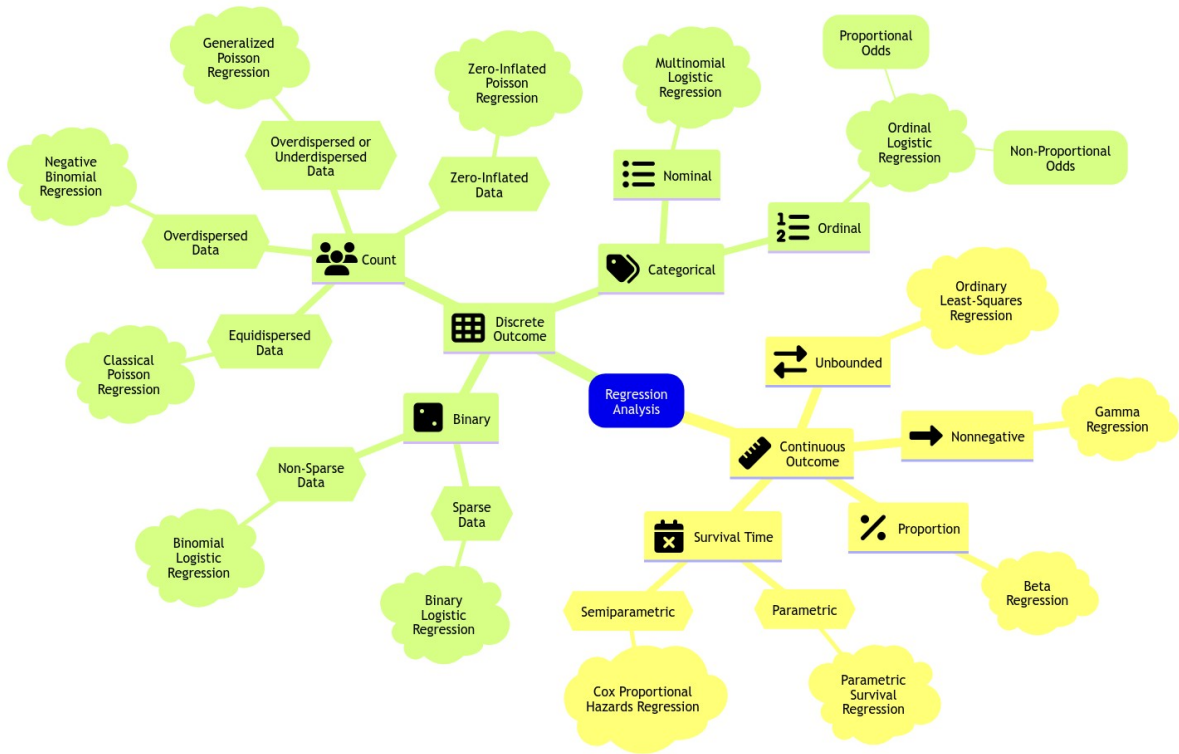 Generalized
Poisson
Regression
Zero-Inflated
Poisson
Regression
Multinomial
Logistic
Regression
Proportional
Odds
Ordinal
Logistic
Regression
Non-Proportional
Odds
Overdispersed or
Underdispersed
Data
Negative
Binomial
Regression
Zero-Inflated
Data
Nominal
1
2
Ordinal
Overdispersed
Data
Count
Categorical
Ordinary
Least-Squares
Regression
Discrete
Outcome
Equidispersed
Data
Classical
Poisson
Regression
Unbounded
Regression
Analysis
Binary
Nonnegative
Gamma
Regression
Continuous
Outcome
Non-Sparse
Data
Sparse
Data
Survival Time
Proportion
Binomial
Logistic
Regression
Binary
Logistic
Regression
Semiparametric
Parametric
Beta
Regression
Cox Proportional
Hazards Regression
Parametric
Survival
Regression